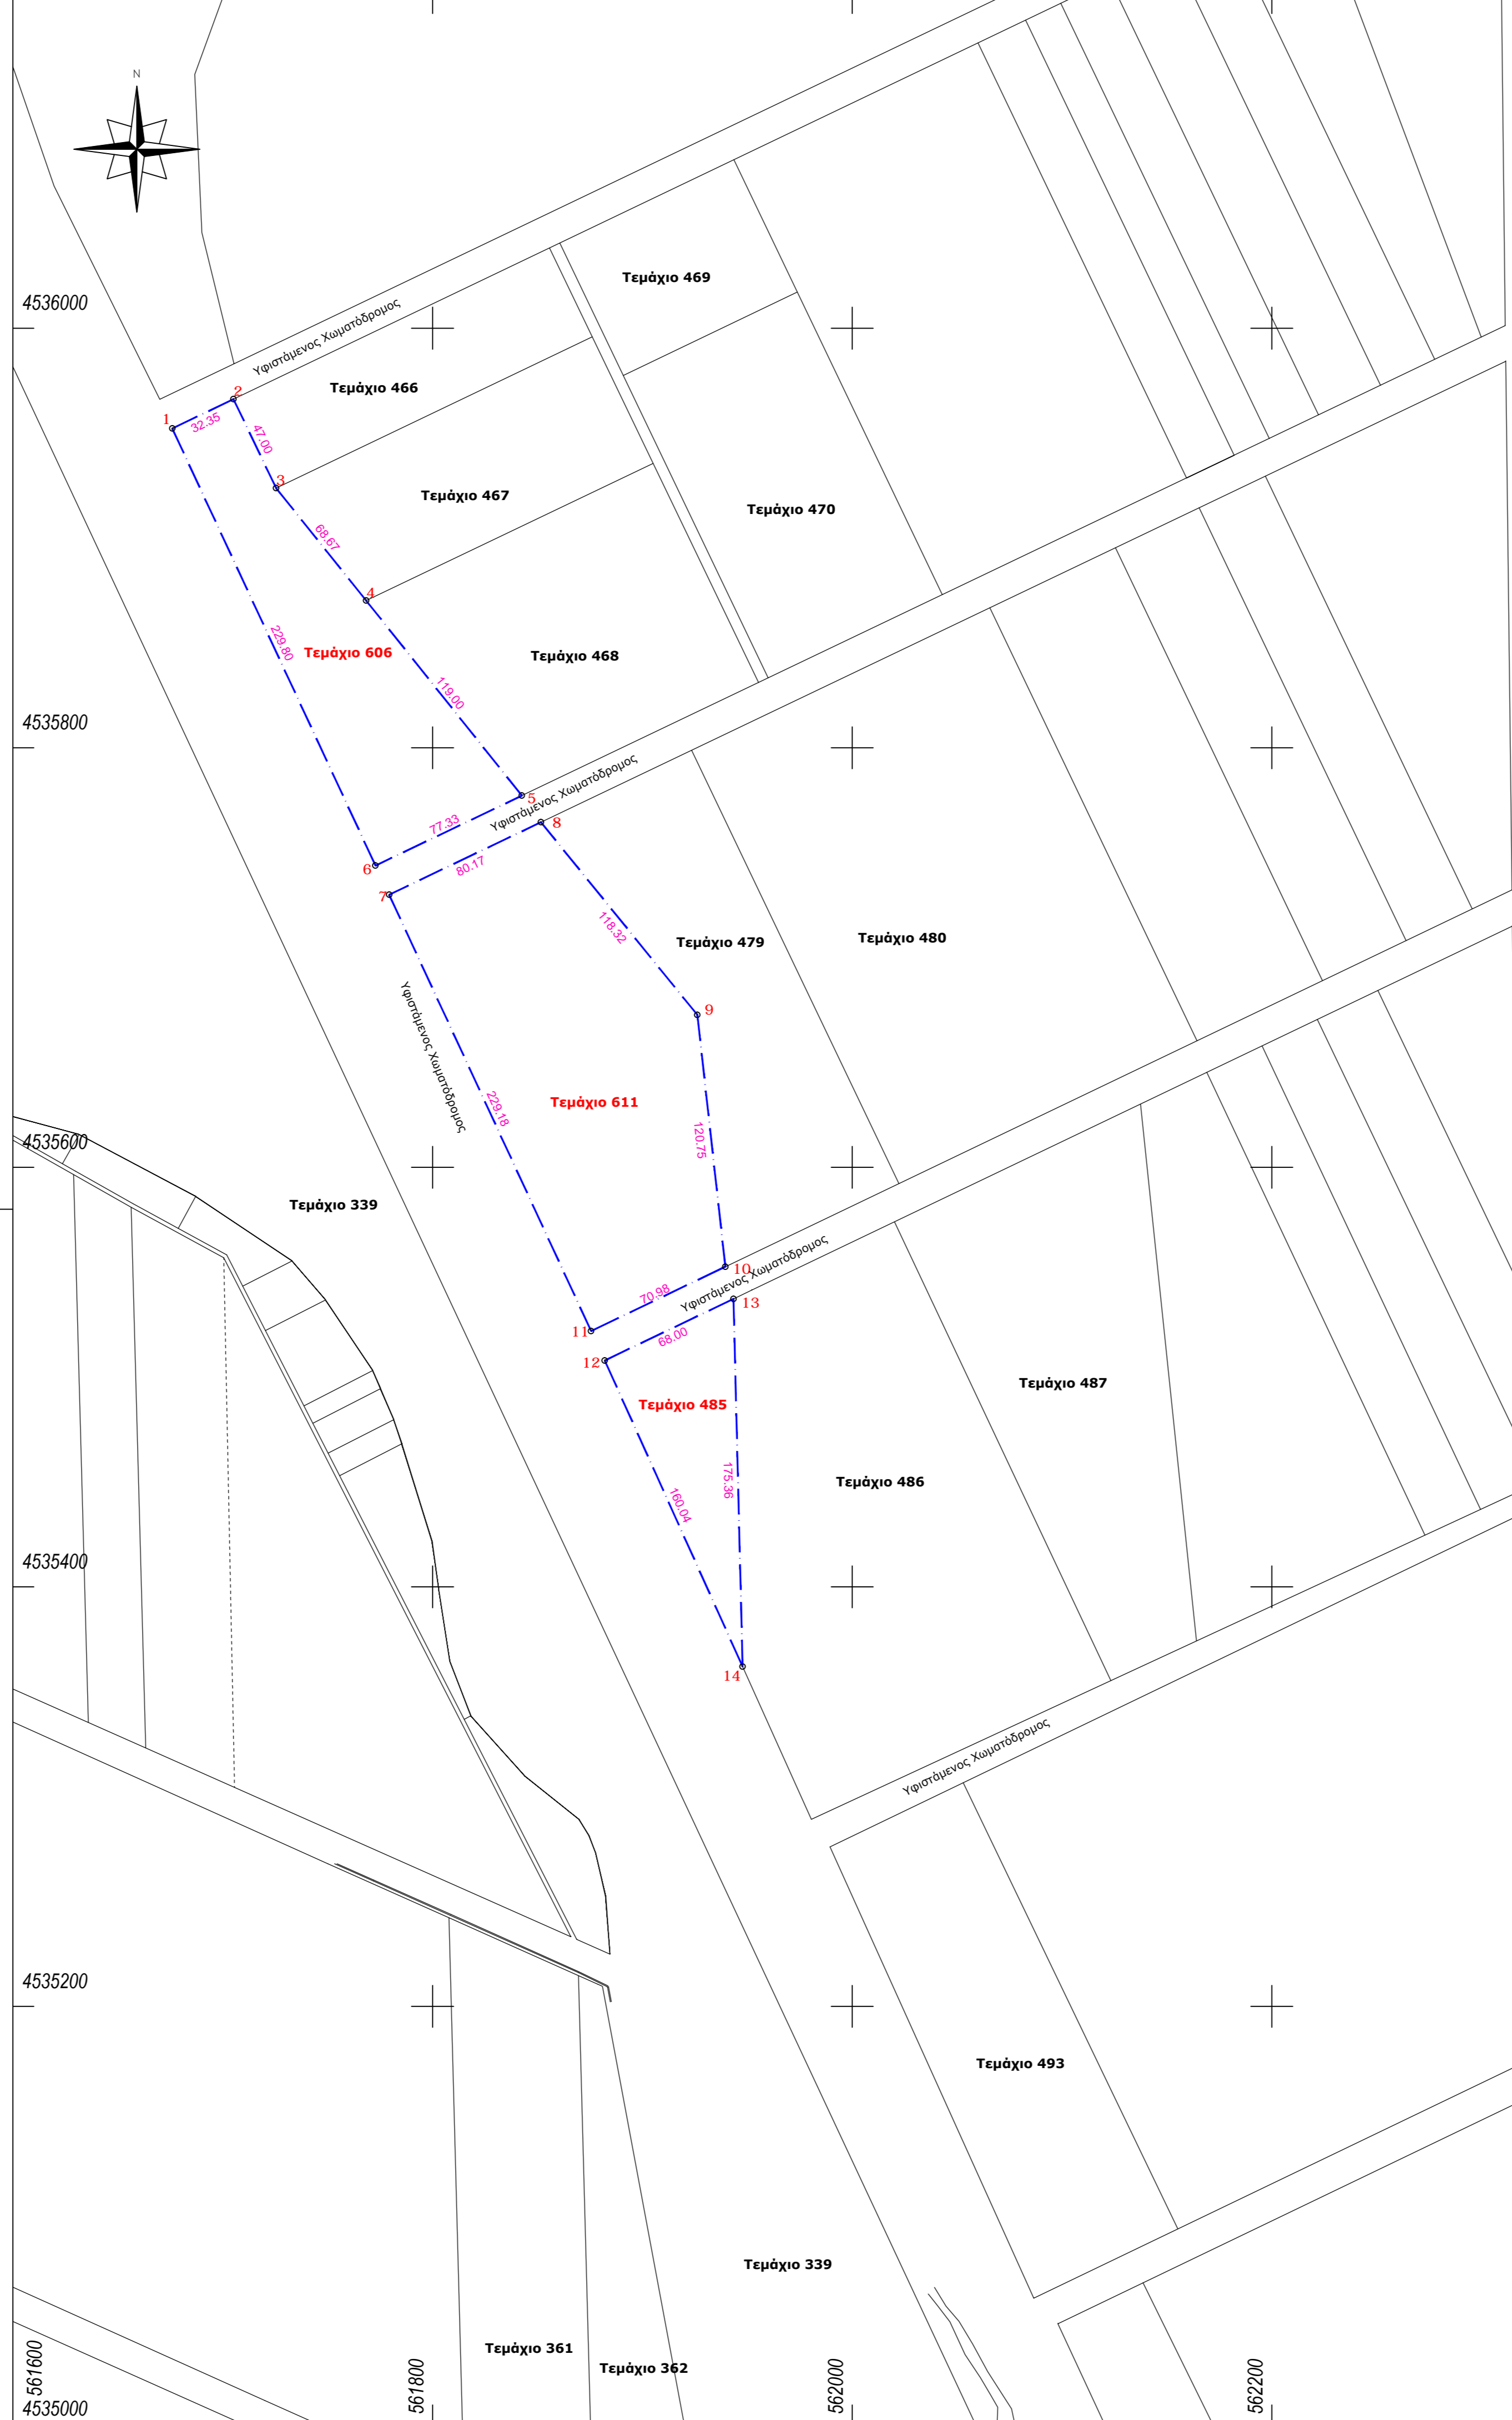 N
4536000
Υφιστάμενος Χωματόδρομος
Τεμάχιο 469
Τεμάχιο 466
2
1
32.35
47.00
3
Τεμάχιο 467
Τεμάχιο 470
68.67
4
229.80
Τεμάχιο 606
Τεμάχιο 468
119.00
4535800
5
Υφιστάμενος Χωματόδρομος
77.33
8
6
80.17
7
118.32
Τεμάχιο 479
Τεμάχιο 480
9
Υφιστάμενος Χωματόδρομος
229.18
Τεμάχιο 611
120.75
4535600
Τεμάχιο 339
10
Υφιστάμενος Χωματόδρομος
70.98
13
11
68.00
12
Τεμάχιο 485
Τεμάχιο 487
175.36
Τεμάχιο 486
160.04
4535400
14
Υφιστάμενος Χωματόδρομος
4535200
Τεμάχιο 493
Τεμάχιο 339
Τεμάχιο 361
Τεμάχιο 362
561600
561800
562000
562200
4535000